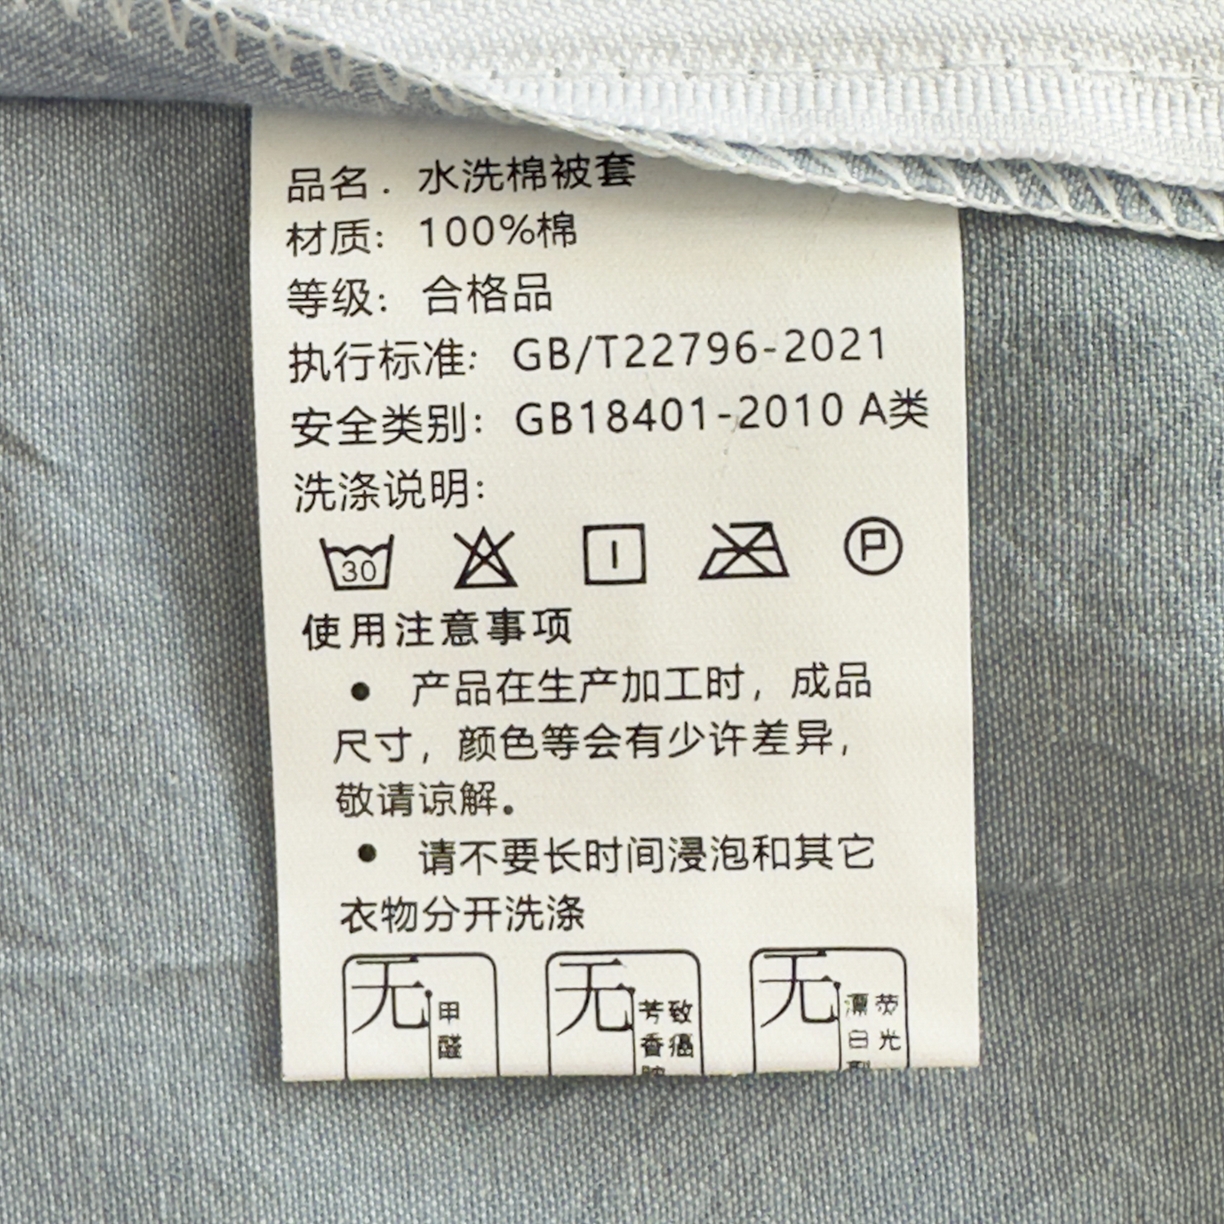 品名. 水洗棉被套
材质: 100%棉
等级: 合格品
执行标准: GB/T22796-2021
安全类别: GB18401-2010 A类
洗涤说明:
30
P
使用注意事项
● 产品在生产加工时，成品
尺寸，颜色等会有少许差异，
敬请谅解。
● 请不要长时间浸泡和其它
衣物分开洗涤
无甲醛
无致癌芳香
无荧光漂白